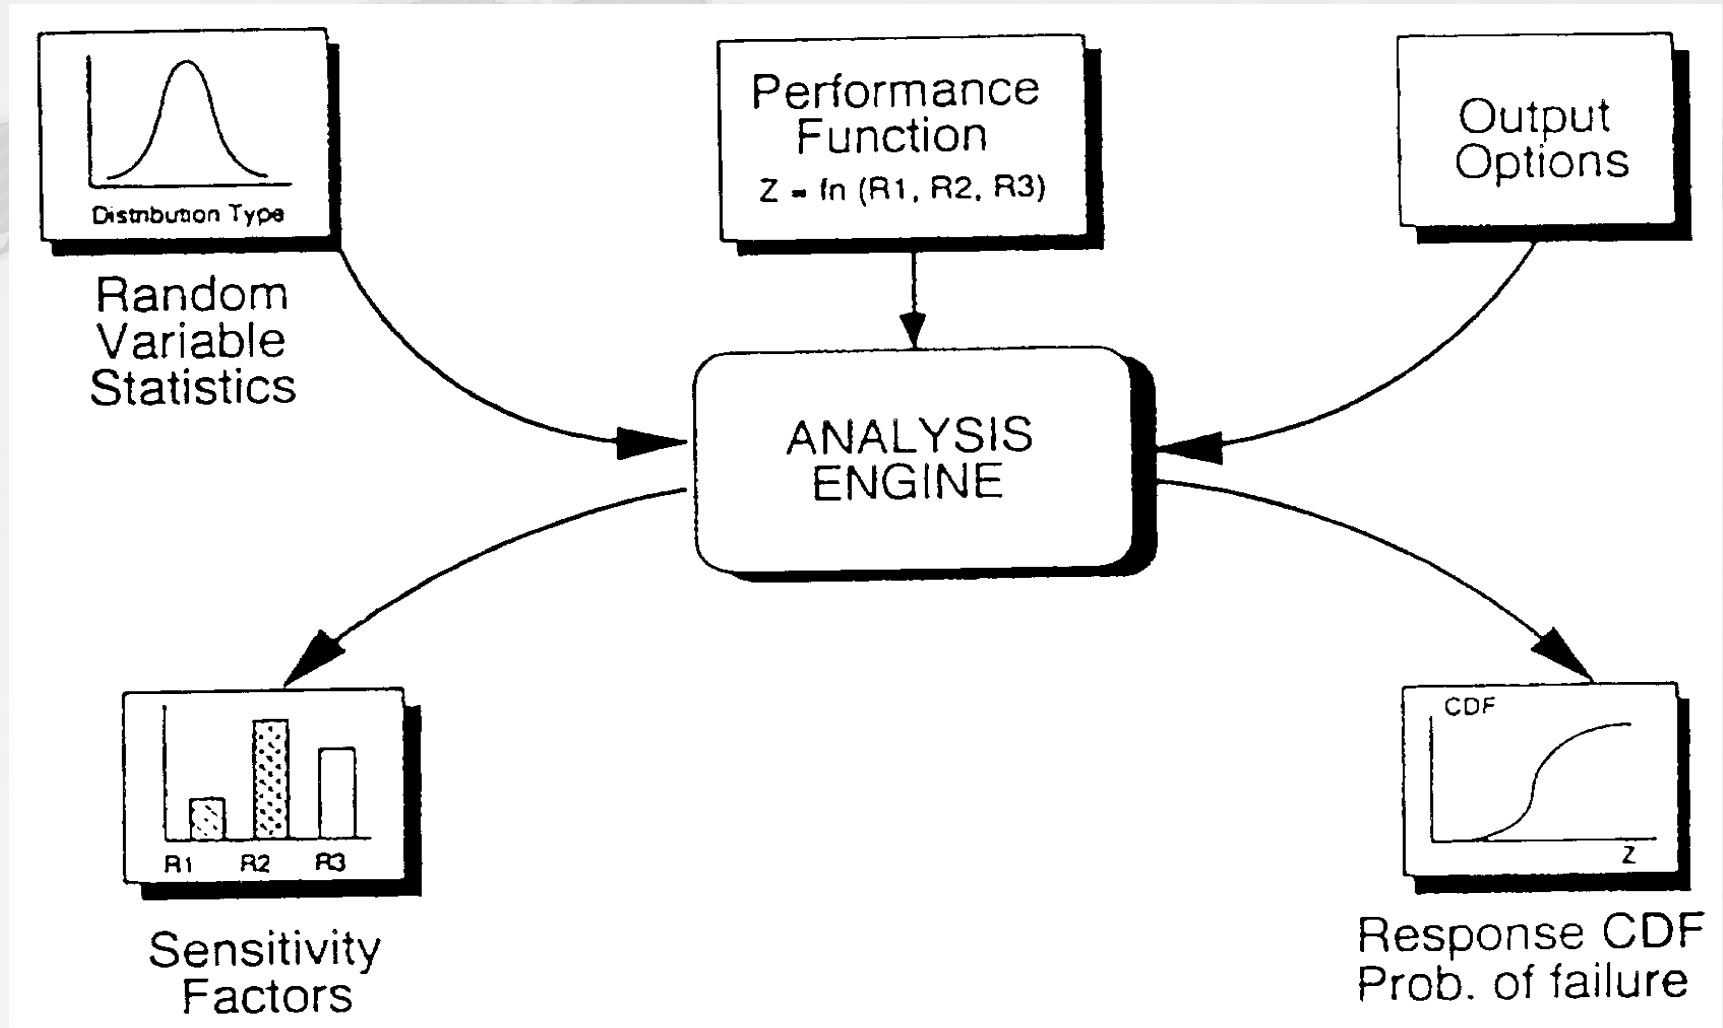 Distribution Type
Random
Variable
Statistics
Performance
Function
Z = fn (R1, R2, R3)
Output
Options
ANALYSIS
ENGINE
R1 R2 R3
Sensitivity
Factors
CDF
Z
Response CDF
Prob. of failure